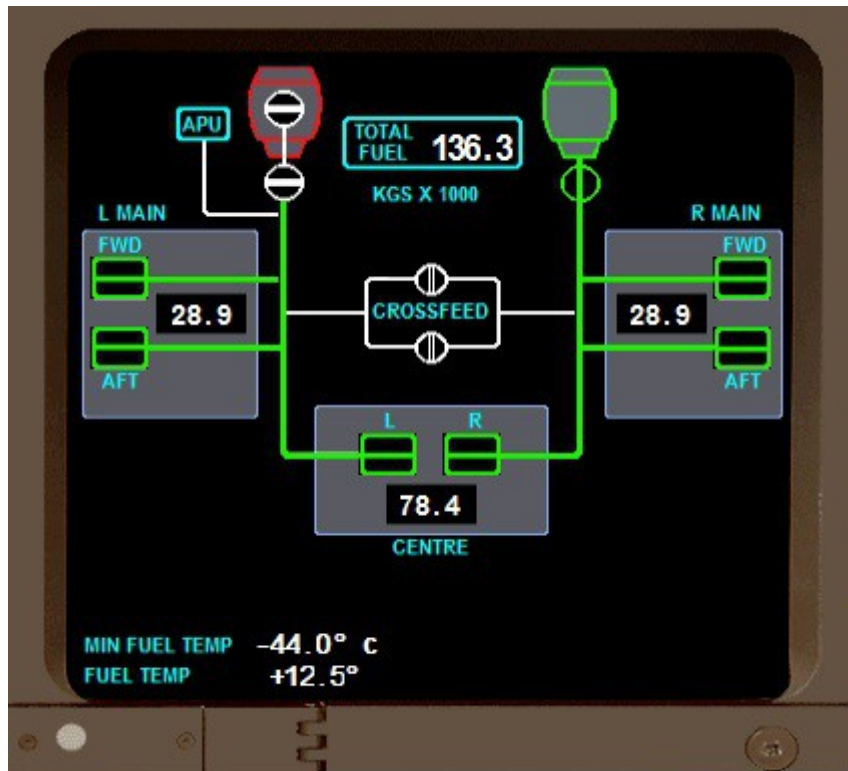 APU
TOTAL FUEL 136.3
KGS X 1000
L MAIN
R MAIN
FWD
FWD
28.9
CROSSFEED
28.9
AFT
AFT
L R
78.4
CENTRE
MIN FUEL TEMP -44.0° c
FUEL TEMP +12.5°